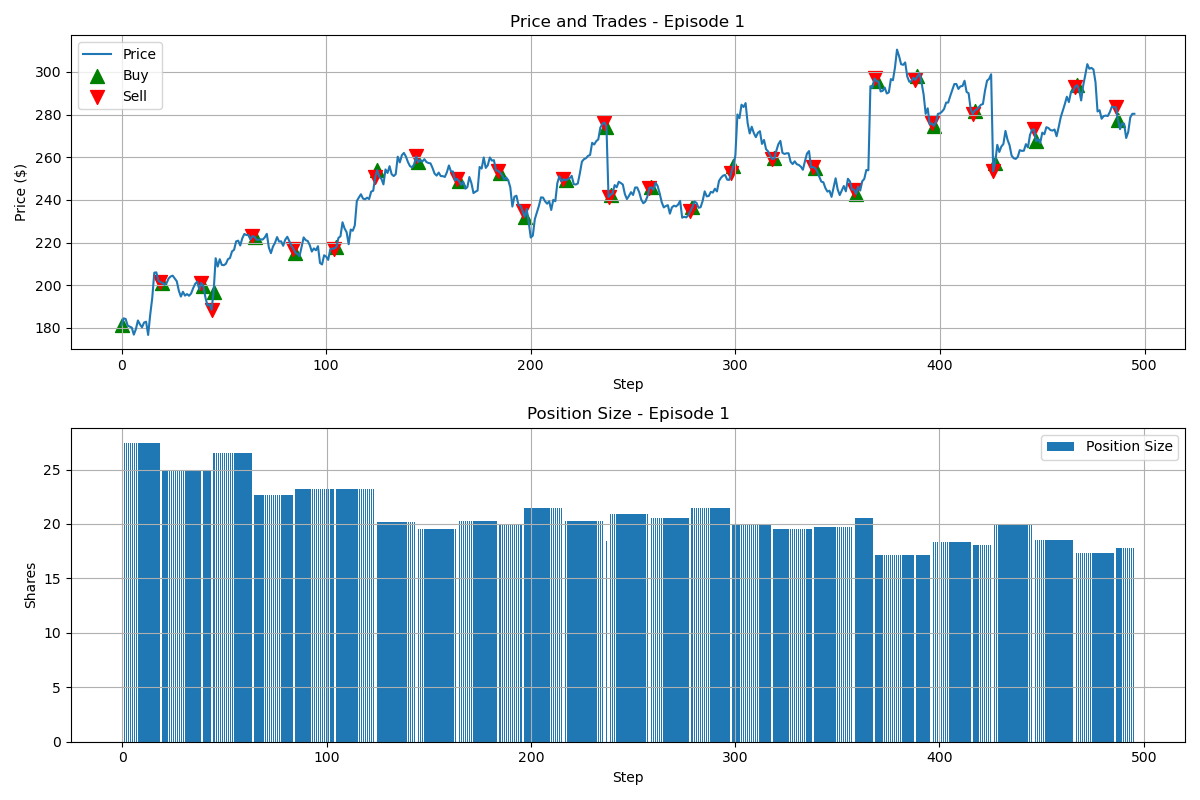 Price and Trades - Episode 1
Price
Buy
Sell
Price ($)
300
280
260
240
220
200
180
0 100 200 300 400 500
Step
Position Size - Episode 1
Position Size
Shares
25
20
15
10
5
0
0 100 200 300 400 500
Step